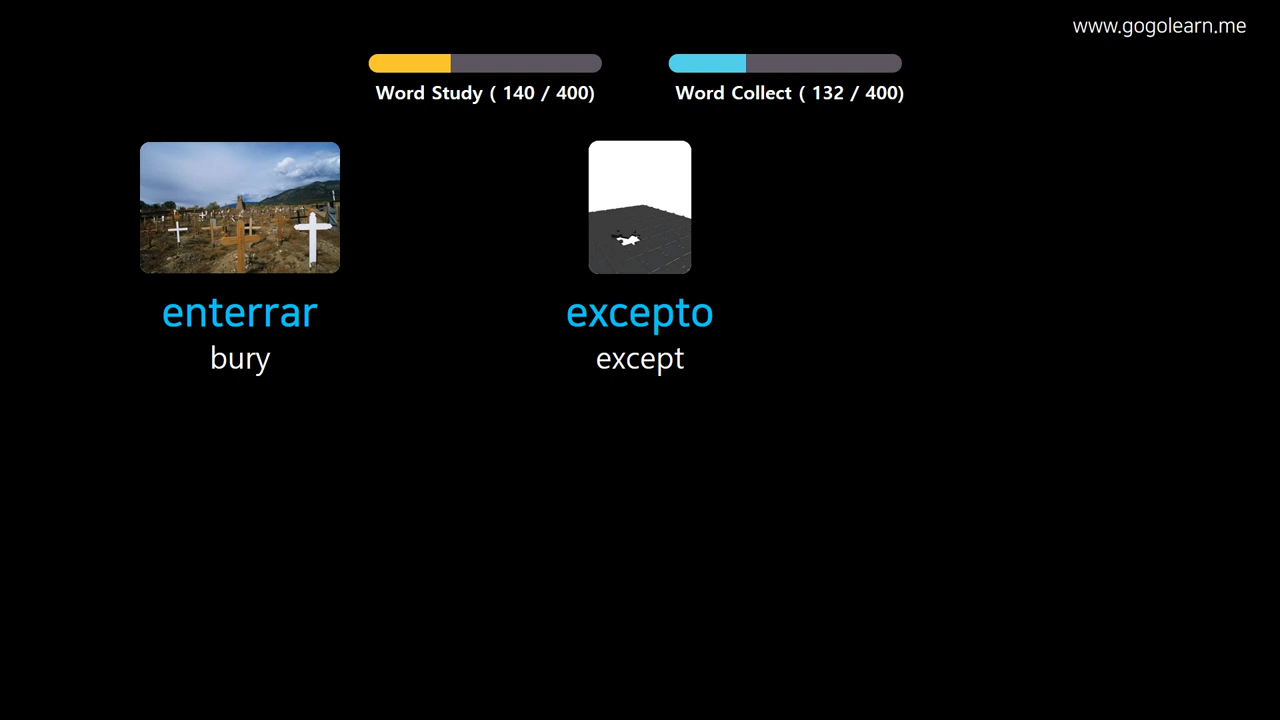 www.gogolearn.me
Word Study ( 140 / 400)
Word Collect ( 132 / 400)
enterrar
bury
excepto
except